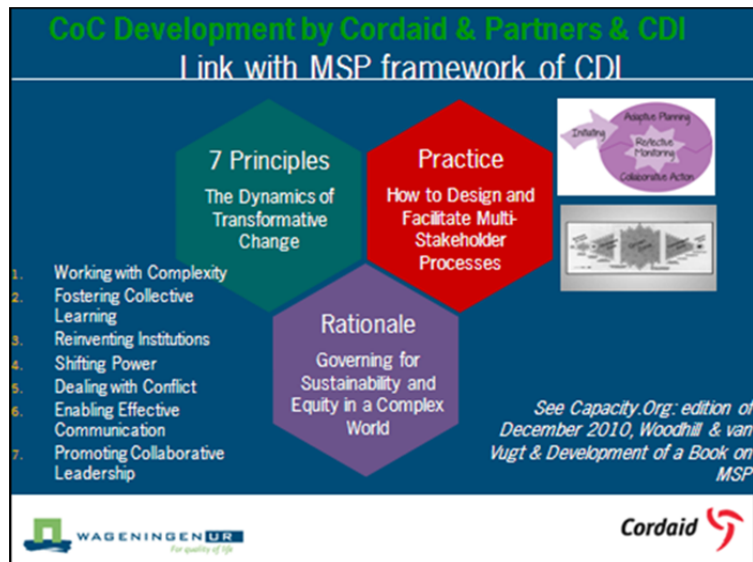 CoC Development by Cordaid & Partners & CDI
Link with MSP framework of CDI
7 Principles
The Dynamics of
Transformative
Change
Practice
How to Design and
Facilitate Multi-
Stakeholder
Processes
Initiating
Adaptive Planning
Reflective
Monitoring
Collaborative Action
1. Working with Complexity
2. Fostering Collective
Learning
3. Reinventing Institutions
4. Shifting Power
5. Dealing with Conflict
6. Enabling Effective
Communication
7. Promoting Collaborative
Leadership
Rationale
Governing for
Sustainability and
Equity in a Complex
World
See Capacity.Org: edition of
December 2010, Woodhill & van
Vugt & Development of a Book on
MSP
WAGENINGEN UR
For quality of life
Cordaid